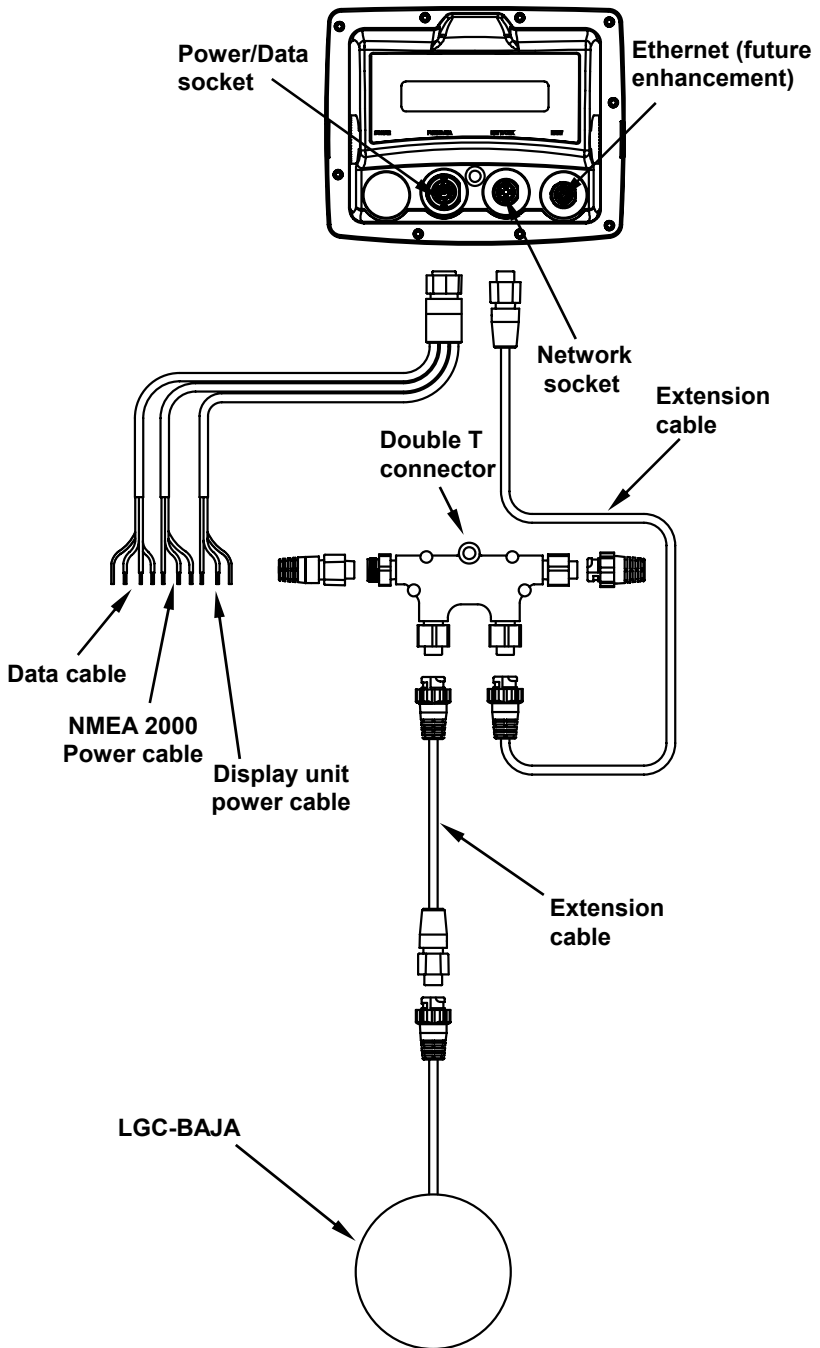 Power/Data
socket
Ethernet (future
enhancement)
Network
socket
Extension
cable
Double T
connector
Data cable
NMEA 2000
Power cable
Display unit
power cable
Extension
cable
LGC-BAJA